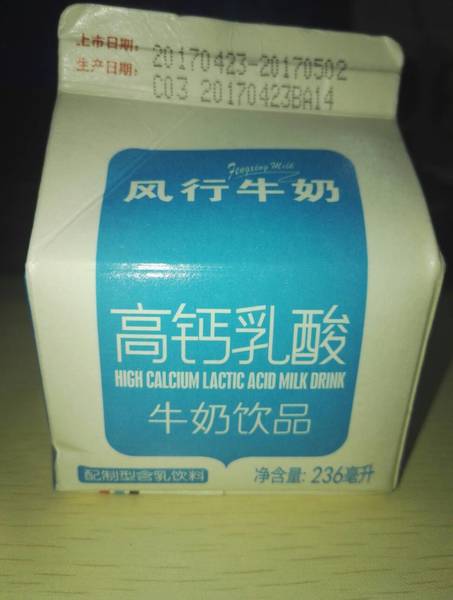 上市日期: 20170423-20170502
生产日期: C03 20170423BA14
Fengxing Milk
风行牛奶
高钙乳酸
HIGH CALCIUM LACTIC ACID MILK DRINK
牛奶饮品
配制型含乳饮料
净含量: 236毫升